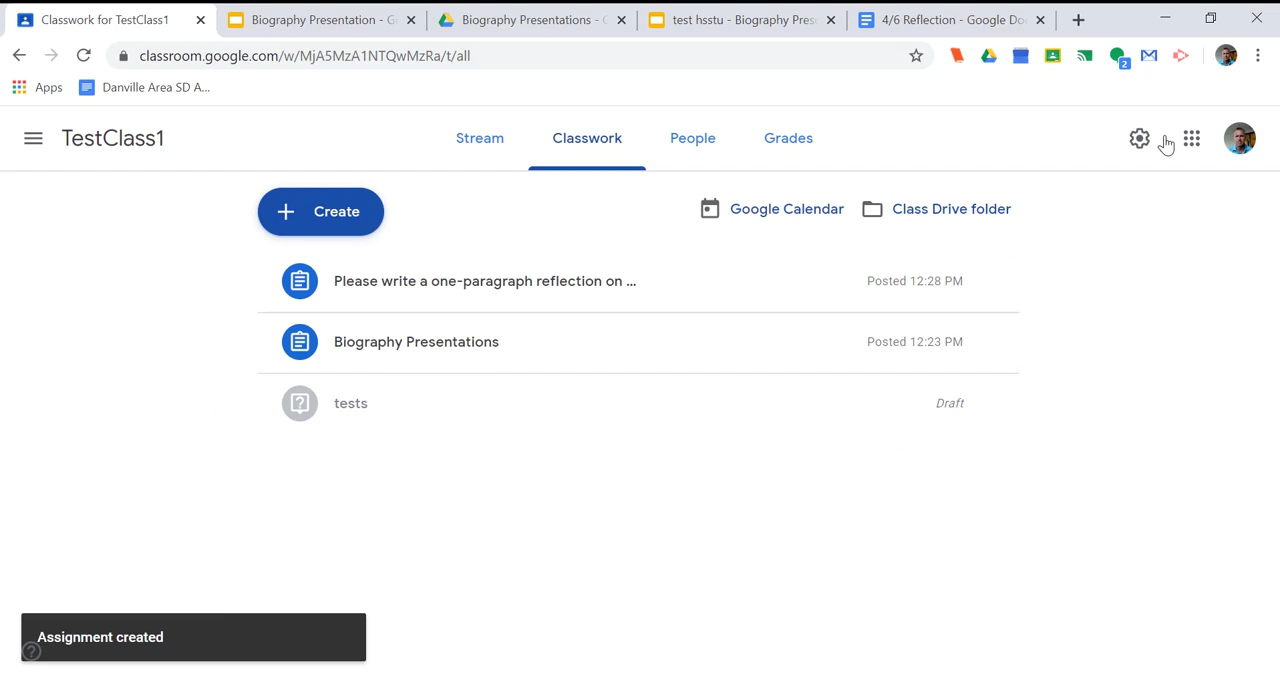 Classwork for TestClass1
Biography Presentation - G
Biography Presentations - G
test hsstu - Biography Pres
4/6 Reflection - Google Do
classroom.google.com/w/MjA5MzA1NTQwMzRa/t/all
2
Apps
Danville Area SD A...
TestClass1
Stream
Classwork
People
Grades
+ Create
Google Calendar
Class Drive folder
Please write a one-paragraph reflection on ...
Posted 12:28 PM
Biography Presentations
Posted 12:23 PM
tests
Draft
Assignment created